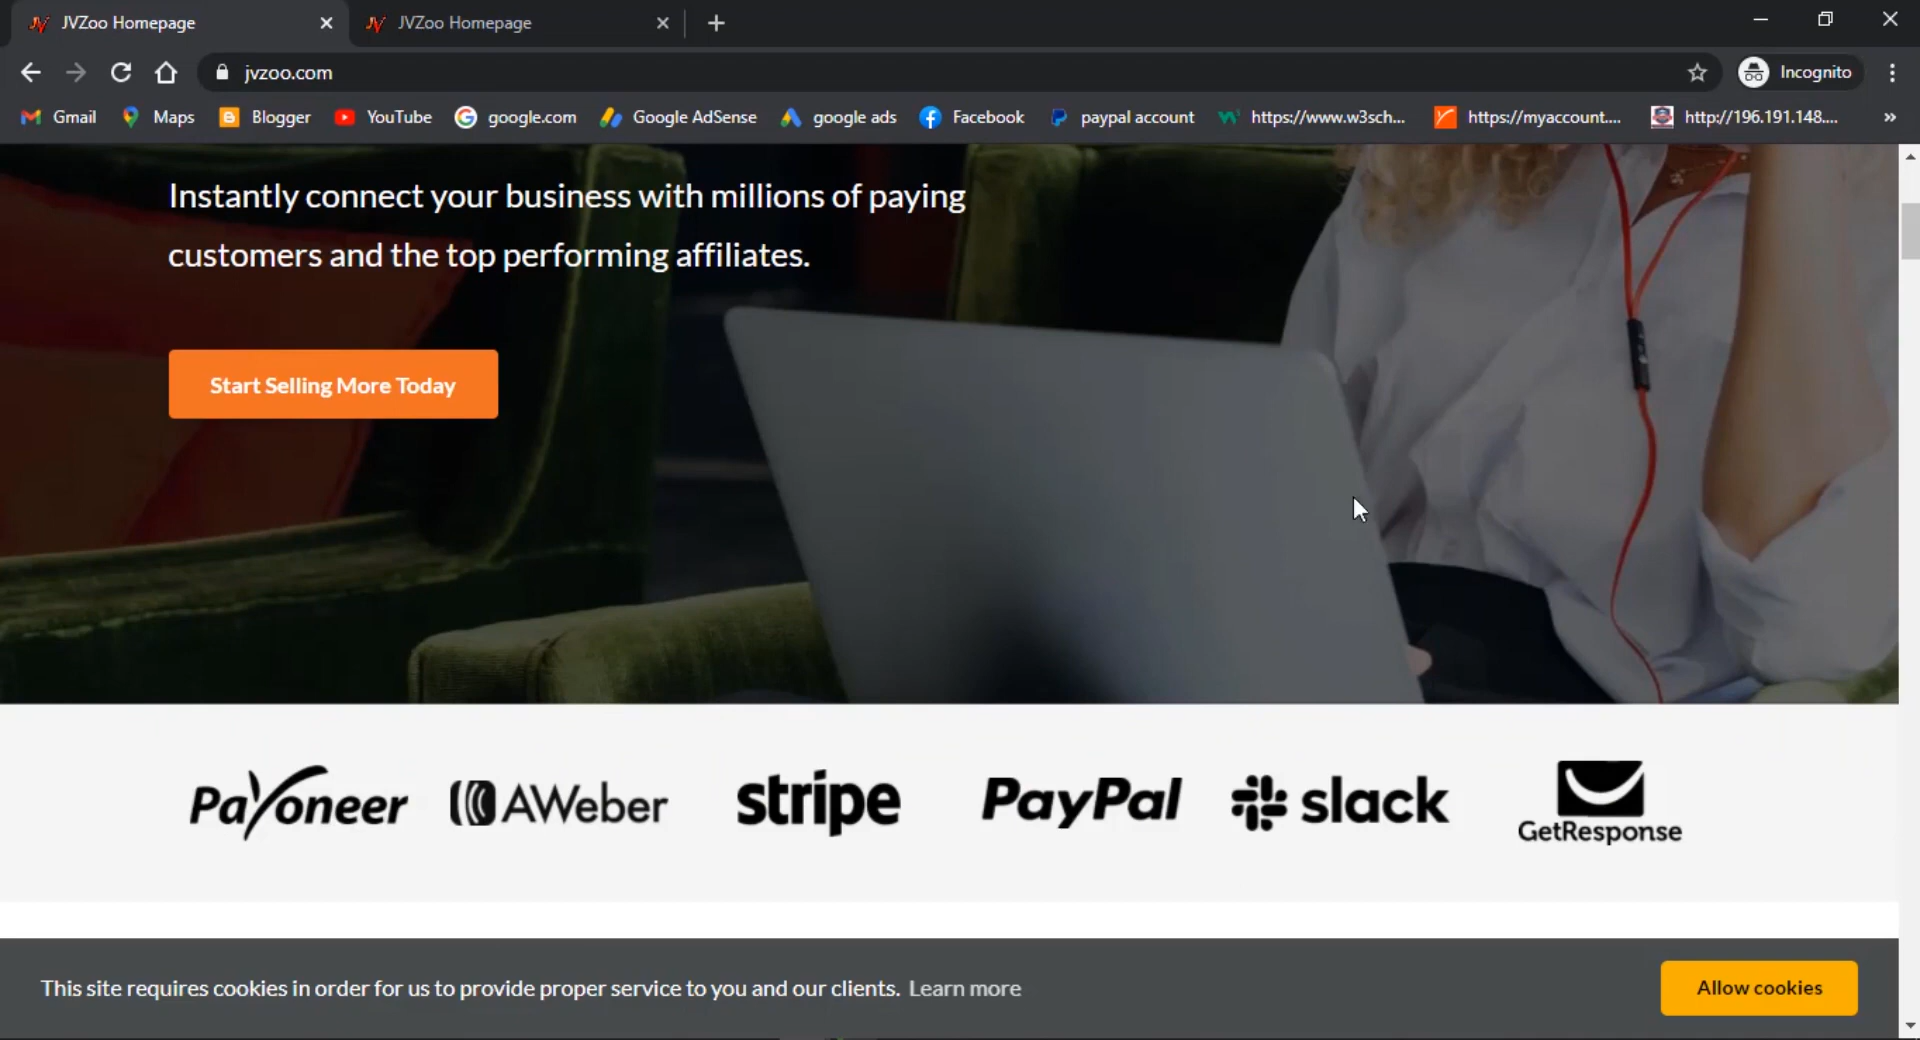 JVZoo Homepage
JVZoo Homepage
jvzoo.com
Incognito
Gmail
Maps
Blogger
YouTube
google.com
Google AdSense
google ads
Facebook
paypal account
https://www.w3sch...
https://myaccount....
http://196.191.148....
Instantly connect your business with millions of paying
customers and the top performing affiliates.
Start Selling More Today
Payoneer
AWeber
stripe
PayPal
slack
GetResponse
This site requires cookies in order for us to provide proper service to you and our clients. Learn more
Allow cookies